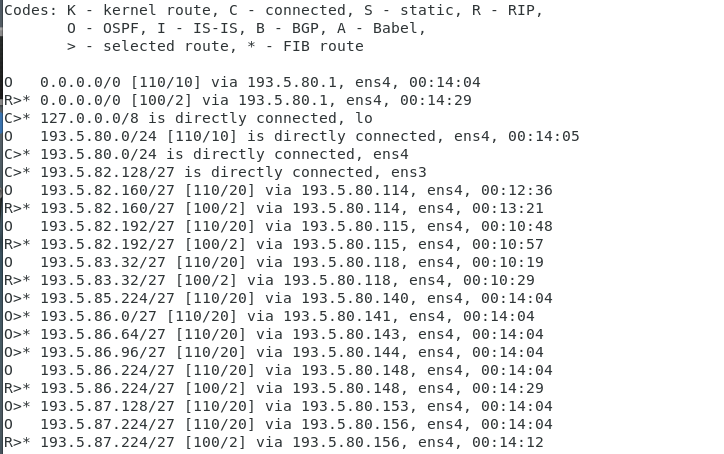 Codes: K - kernel route, C - connected, S - static, R - RIP,
       O - OSPF, I - IS-IS, B - BGP, A - Babel,
       > - selected route, * - FIB route

O   0.0.0.0/0 [110/10] via 193.5.80.1, ens4, 00:14:04
R>* 0.0.0.0/0 [100/2] via 193.5.80.1, ens4, 00:14:29
C>* 127.0.0.0/8 is directly connected, lo
O   193.5.80.0/24 [110/10] is directly connected, ens4, 00:14:05
C>* 193.5.80.0/24 is directly connected, ens4
C>* 193.5.82.128/27 is directly connected, ens3
O   193.5.82.160/27 [110/20] via 193.5.80.114, ens4, 00:12:36
R>* 193.5.82.160/27 [100/2] via 193.5.80.114, ens4, 00:13:21
O   193.5.82.192/27 [110/20] via 193.5.80.115, ens4, 00:10:48
R>* 193.5.82.192/27 [100/2] via 193.5.80.115, ens4, 00:10:57
O   193.5.83.32/27 [110/20] via 193.5.80.118, ens4, 00:10:19
R>* 193.5.83.32/27 [100/2] via 193.5.80.118, ens4, 00:10:29
O>* 193.5.85.224/27 [110/20] via 193.5.80.140, ens4, 00:14:04
O>* 193.5.86.0/27 [110/20] via 193.5.80.141, ens4, 00:14:04
O>* 193.5.86.64/27 [110/20] via 193.5.80.143, ens4, 00:14:04
O>* 193.5.86.96/27 [110/20] via 193.5.80.144, ens4, 00:14:04
O   193.5.86.224/27 [110/20] via 193.5.80.148, ens4, 00:14:04
R>* 193.5.86.224/27 [100/2] via 193.5.80.148, ens4, 00:14:29
O>* 193.5.87.128/27 [110/20] via 193.5.80.153, ens4, 00:14:04
O   193.5.87.224/27 [110/20] via 193.5.80.156, ens4, 00:14:04
R>* 193.5.87.224/27 [100/2] via 193.5.80.156, ens4, 00:14:12